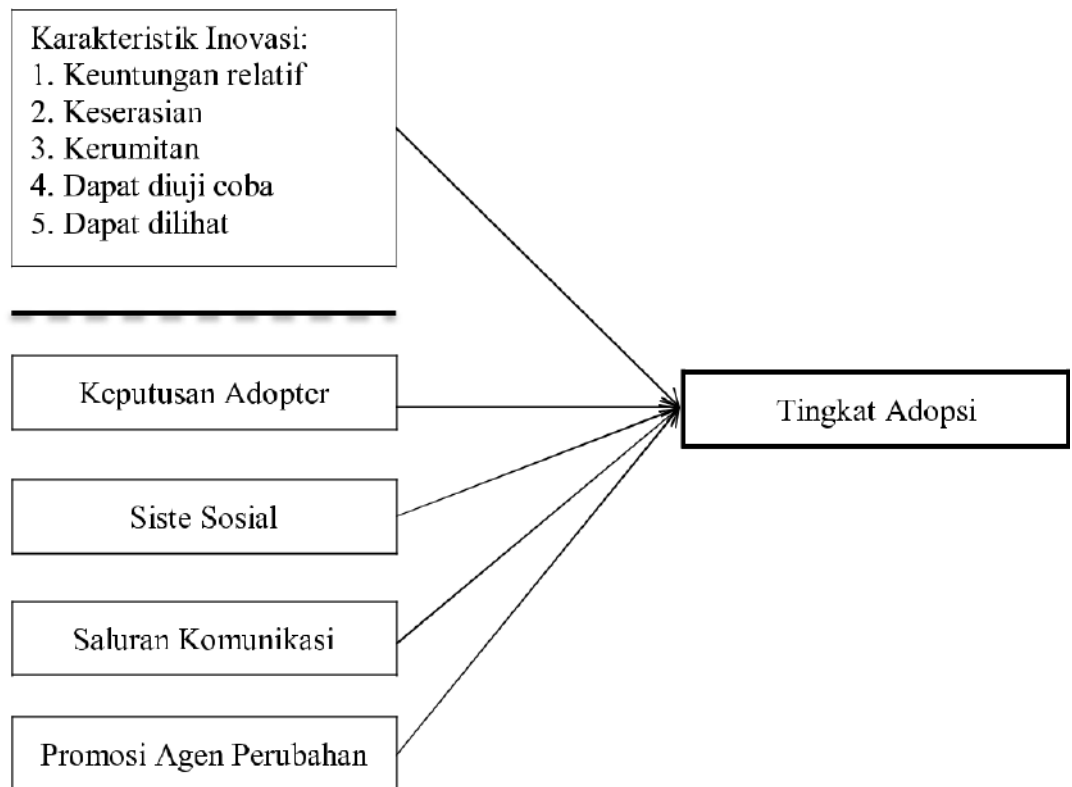 Karakteristik Inovasi:
1. Keuntungan relatif
2. Keserasian
3. Kerumitan
4. Dapat diuji coba
5. Dapat dilihat
Keputusan Adopter
Tingkat Adopsi
Siste Sosial
Saluran Komunikasi
Promosi Agen Perubahan